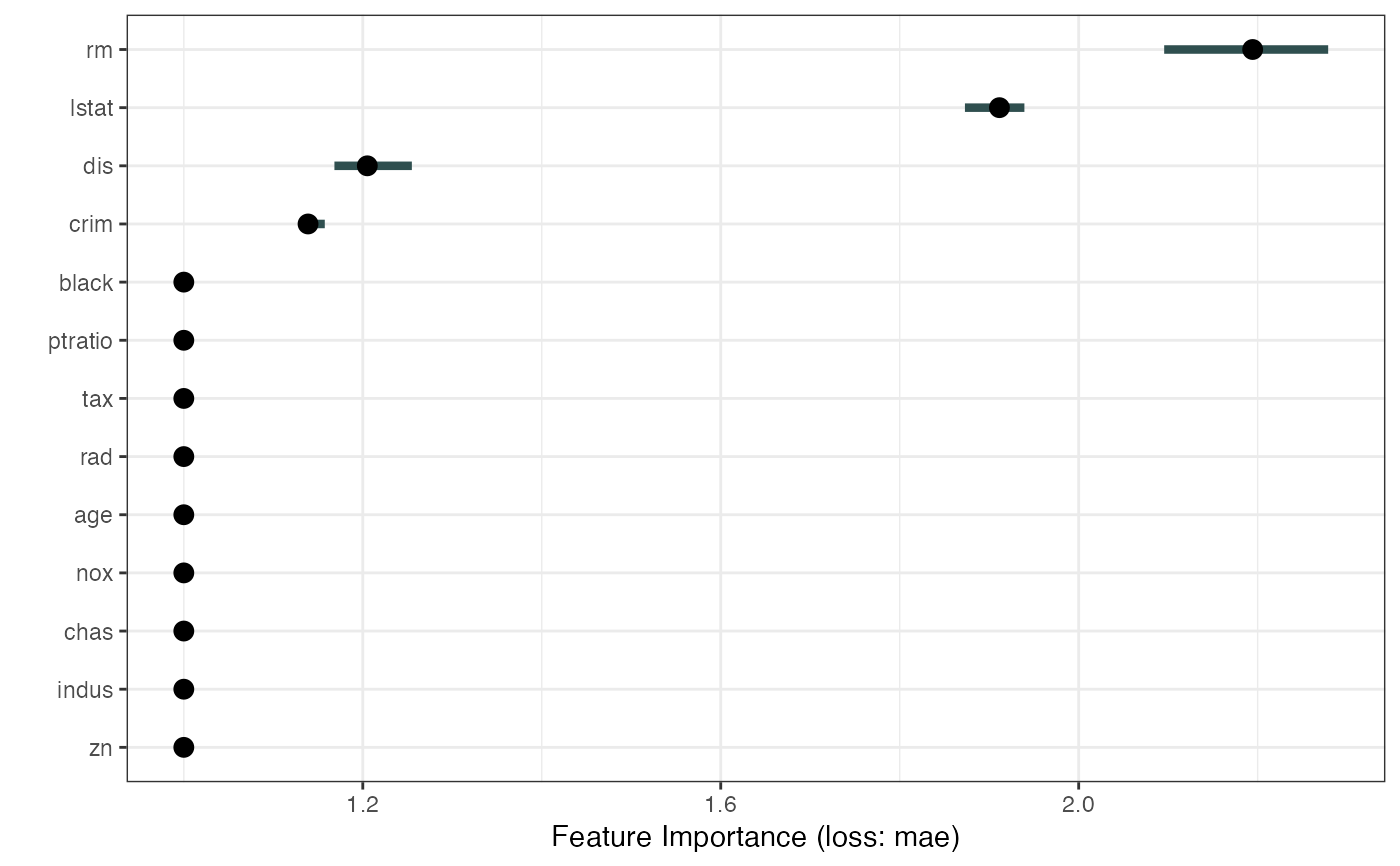 rm
lstat
dis
crim
black
ptratio
tax
rad
age
nox
chas
indus
zn
1.2 1.6 2.0
Feature Importance (loss: mae)